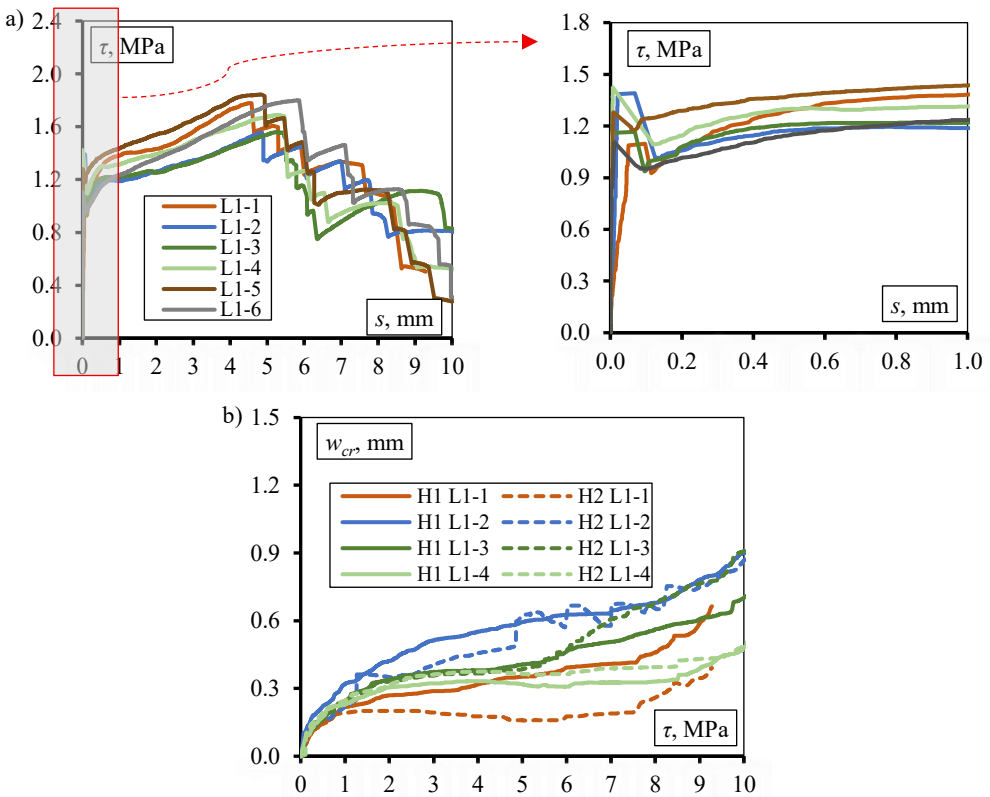 a)
τ, MPa
2.4
2.0
1.6
1.2
0.8
0.4
0.0
L1-1
L1-2
L1-3
L1-4
L1-5
L1-6
s, mm
0 1 2 3 4 5 6 7 8 9 10
τ, MPa
1.8
1.5
1.2
0.9
0.6
0.3
0.0
s, mm
0.0 0.2 0.4 0.6 0.8 1.0
b)
w_cr, mm
1.5
1.2
0.9
0.6
0.3
0.0
H1 L1-1 H2 L1-1
H1 L1-2 H2 L1-2
H1 L1-3 H2 L1-3
H1 L1-4 H2 L1-4
τ, MPa
0 1 2 3 4 5 6 7 8 9 10